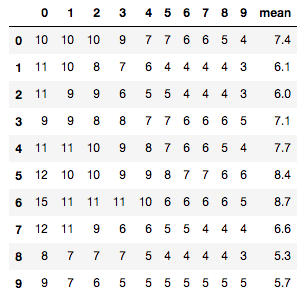 0 1 2 3 4 5 6 7 8 9 mean
0 10 10 10 9 7 7 6 6 5 4 7.4
1 11 10 8 7 6 4 4 4 4 3 6.1
2 11 9 9 6 5 5 4 4 4 3 6.0
3 9 9 8 8 7 7 6 6 6 5 7.1
4 11 11 10 9 8 7 6 6 5 4 7.7
5 12 10 10 9 9 8 7 7 6 6 8.4
6 15 11 11 11 10 6 6 6 6 5 8.7
7 12 11 9 6 6 5 5 4 4 4 6.6
8 8 7 7 7 5 4 4 4 4 3 5.3
9 9 7 6 5 5 5 5 5 5 5 5.7